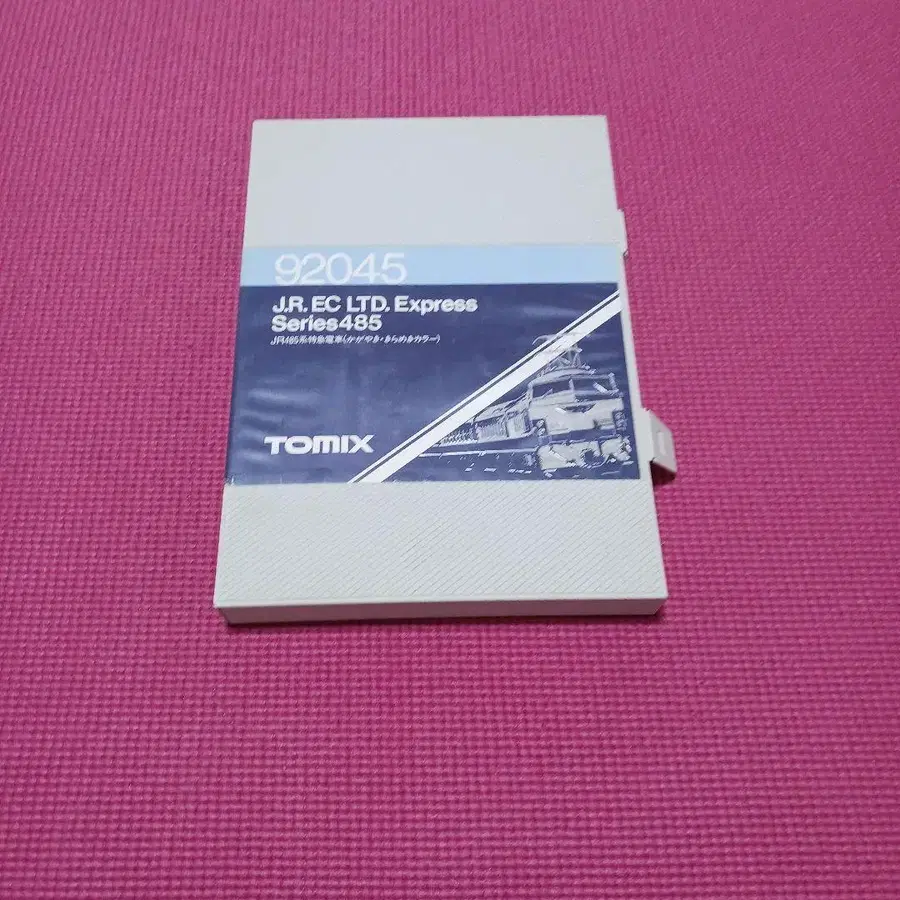 92045
J.R. EC LTD. Express
Series485
JR485系特急電車(かがやき・きらめきカラー)
TOMIX